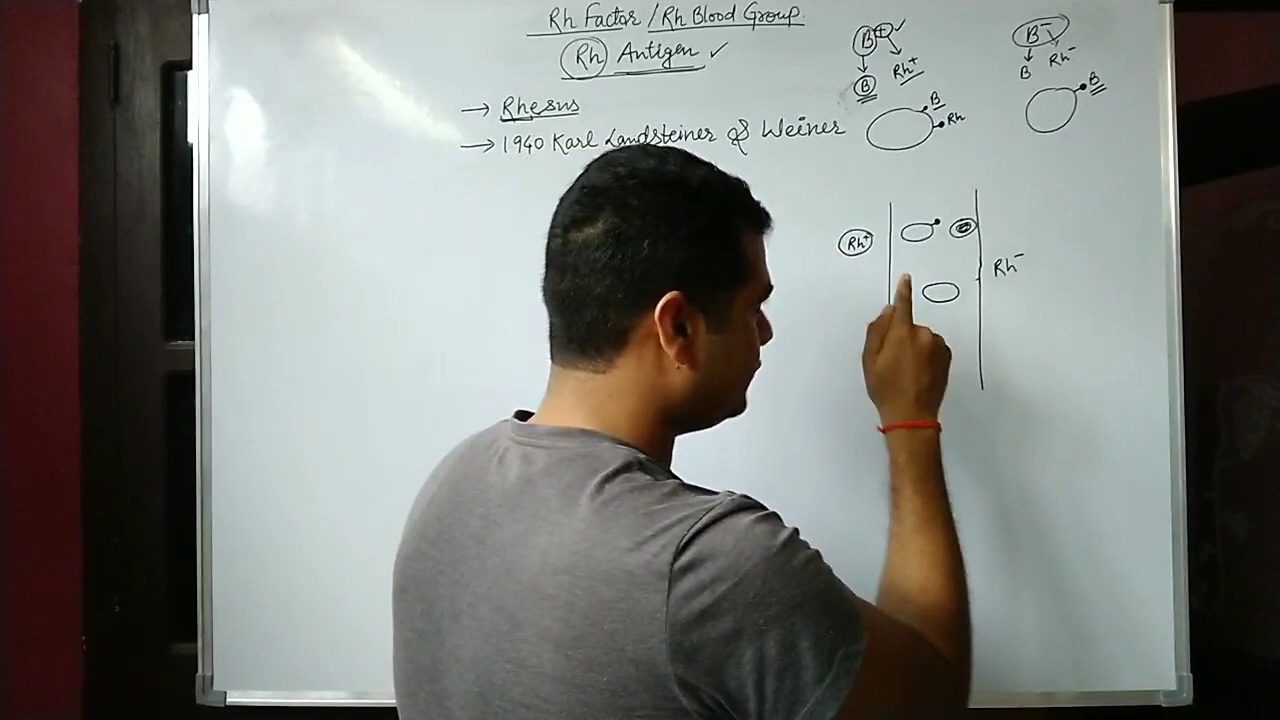 Rh Factor / Rh Blood Group
Rh Antigen ✓
→ Rhesus
→ 1940 Karl Landsteiner & Weiner
B+ ✓
B Rh+
B
Rh
B-
B Rh-
B
Rh+
Rh-